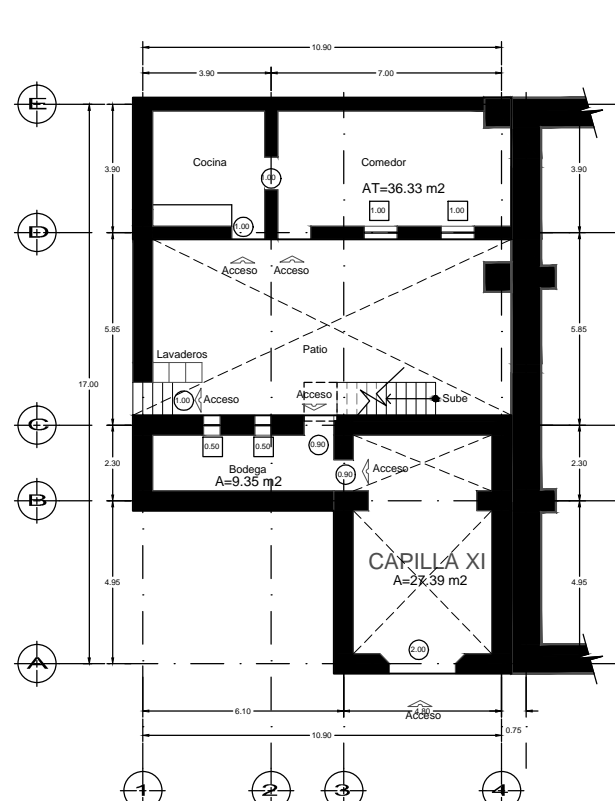 10.90
3.90
7.00
E
Cocina
Comedor
3.90
1.00
AT=36.33 m2
3.90
1.00
1.00
1.00
D
Acceso
Acceso
5.85
5.85
Patio
Lavaderos
17.00
1.00
Acceso
Acceso
Sube
C
0.50
0.50
0.90
2.30
2.30
Bodega
0.90
Acceso
A=9.35 m2
B
CAPILLA XI
4.95
A=27.39 m2
4.95
2.00
A
6.10
4.80
Acceso
0.75
10.90
1
2
3
4